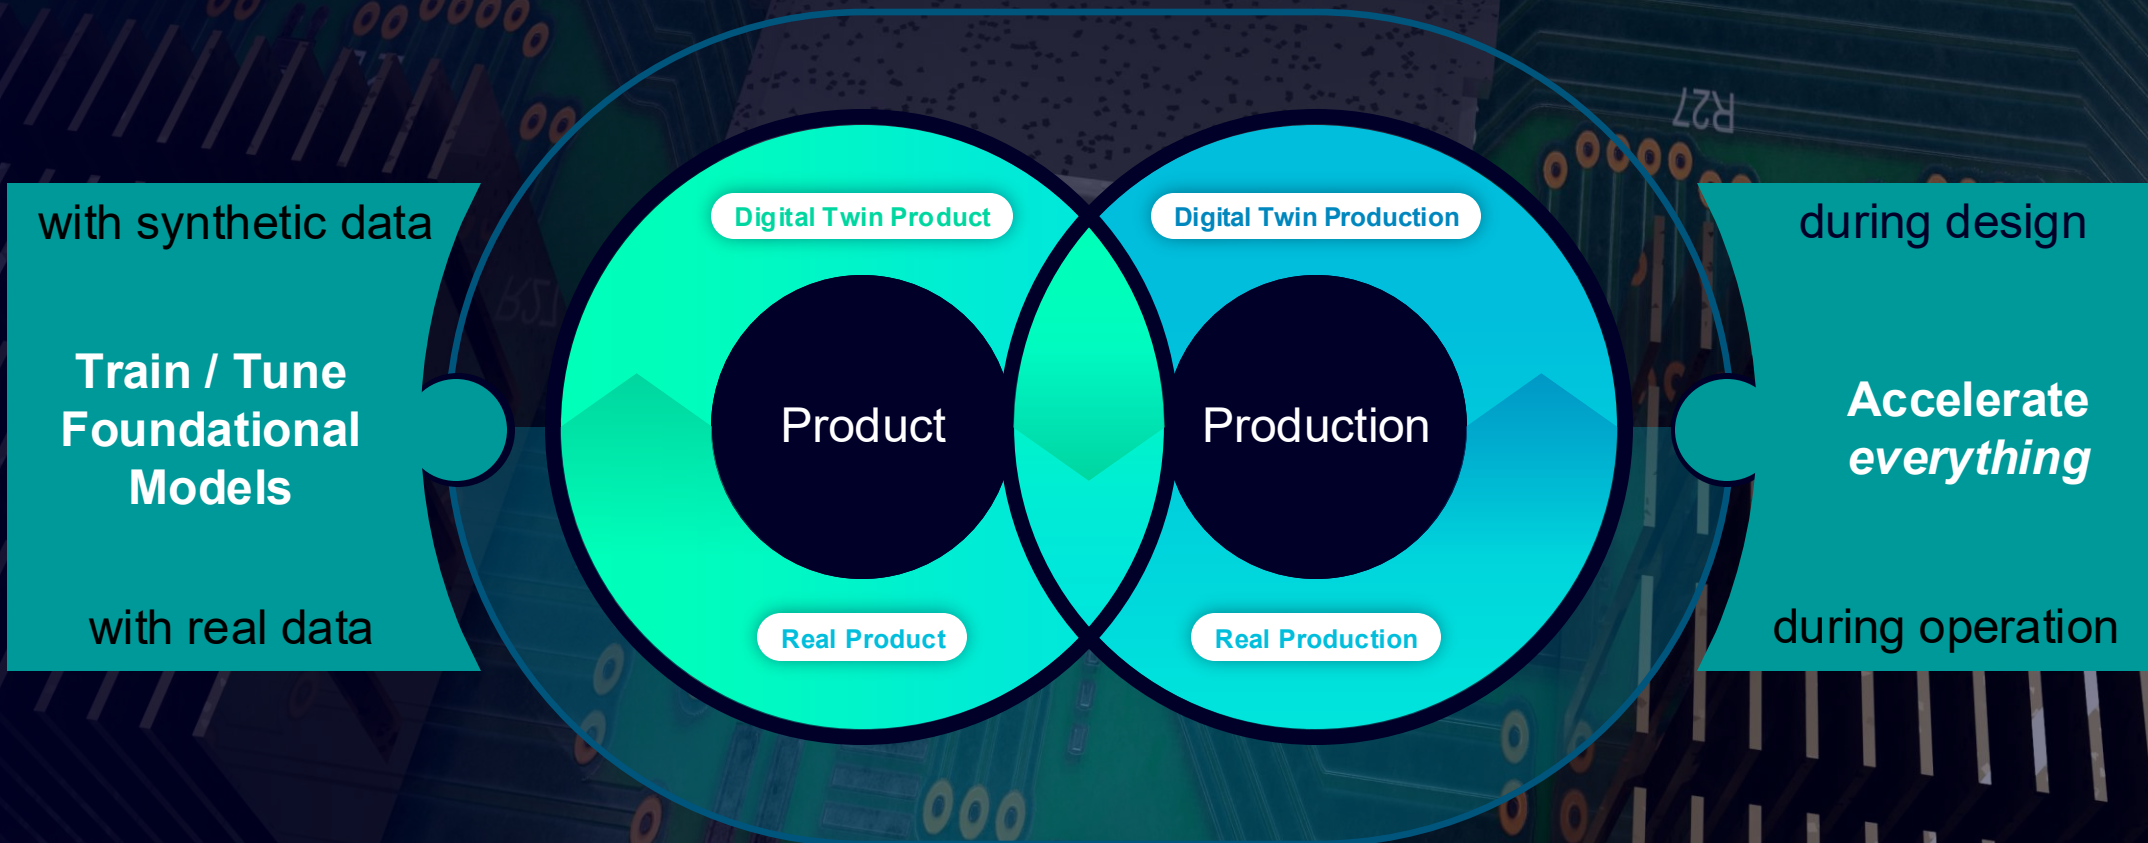 with synthetic data
Train / Tune
Foundational
Models
with real data
Digital Twin Product
Product
Real Product
Digital Twin Production
Production
Real Production
during design
Accelerate
everything
during operation
R27
R27